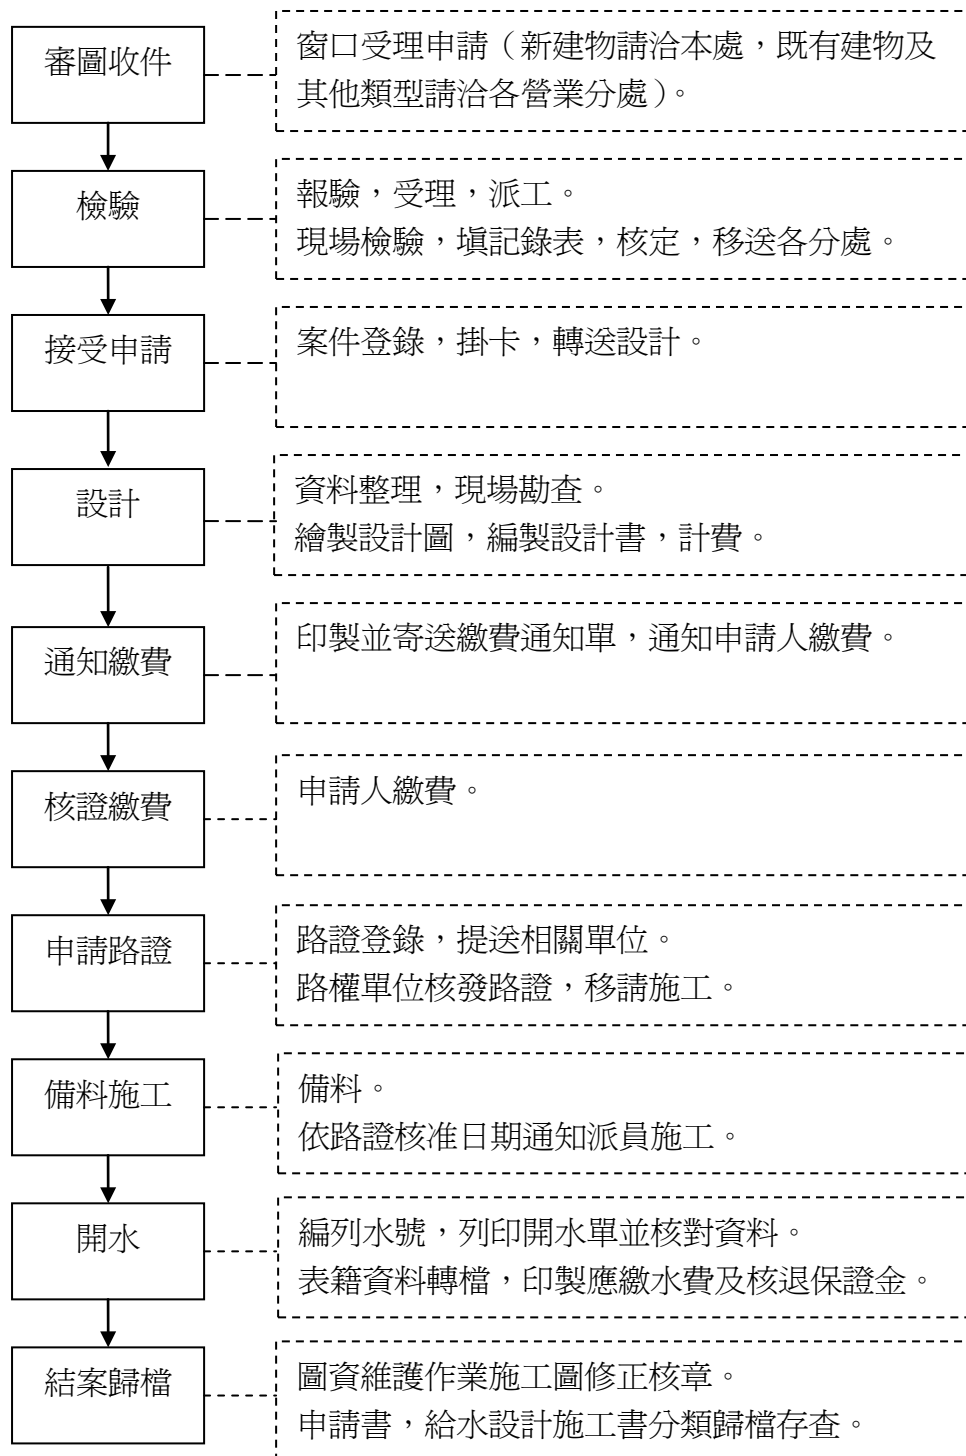 審圖收件
窗口受理申請（新建物請洽本處，既有建物及
其他類型請洽各營業分處）。
檢驗
報驗，受理，派工。
現場檢驗，填記錄表，核定，移送各分處。
接受申請
案件登錄，掛卡，轉送設計。
設計
資料整理，現場勘查。
繪製設計圖，編製設計書，計費。
通知繳費
印製並寄送繳費通知單，通知申請人繳費。
核證繳費
申請人繳費。
申請路證
路證登錄，提送相關單位。
路權單位核發路證，移請施工。
備料施工
備料。
依路證核准日期通知派員施工。
開水
編列水號，列印開水單並核對資料。
表籍資料轉檔，印製應繳水費及核退保證金。
結案歸檔
圖資維護作業施工圖修正核章。
申請書，給水設計施工書分類歸檔存查。